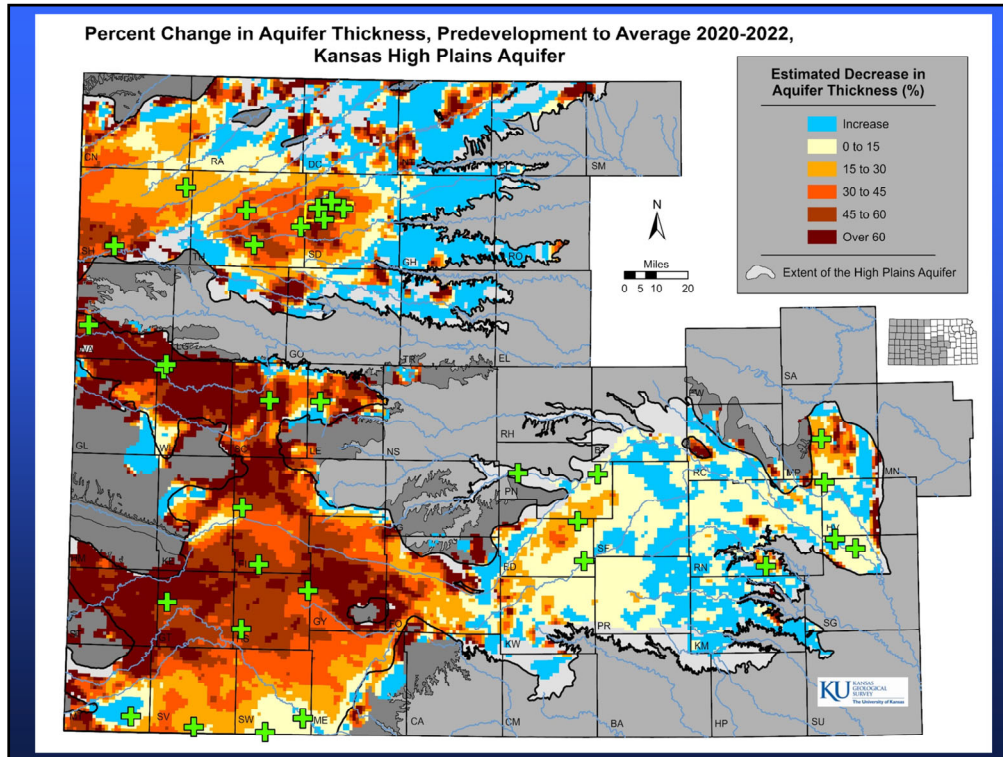 Percent Change in Aquifer Thickness, Predevelopment to Average 2020-2022,
Kansas High Plains Aquifer
Estimated Decrease in
Aquifer Thickness (%)
Increase
0 to 15
15 to 30
30 to 45
45 to 60
Over 60
Extent of the High Plains Aquifer
N
Miles
0 5 10 20
CN
RA
DC
SM
SH
TH
SD
GH
RO
GO
TR
EL
SA
GL
LE
NS
RH
PN
RC
MP
MN
HV
SF
ED
RN
GY
FO
KW
PR
KM
SG
MT
SV
SW
ME
CA
CM
BA
HP
SU
KU
KANSAS
GEOLOGICAL
SURVEY
The University of Kansas